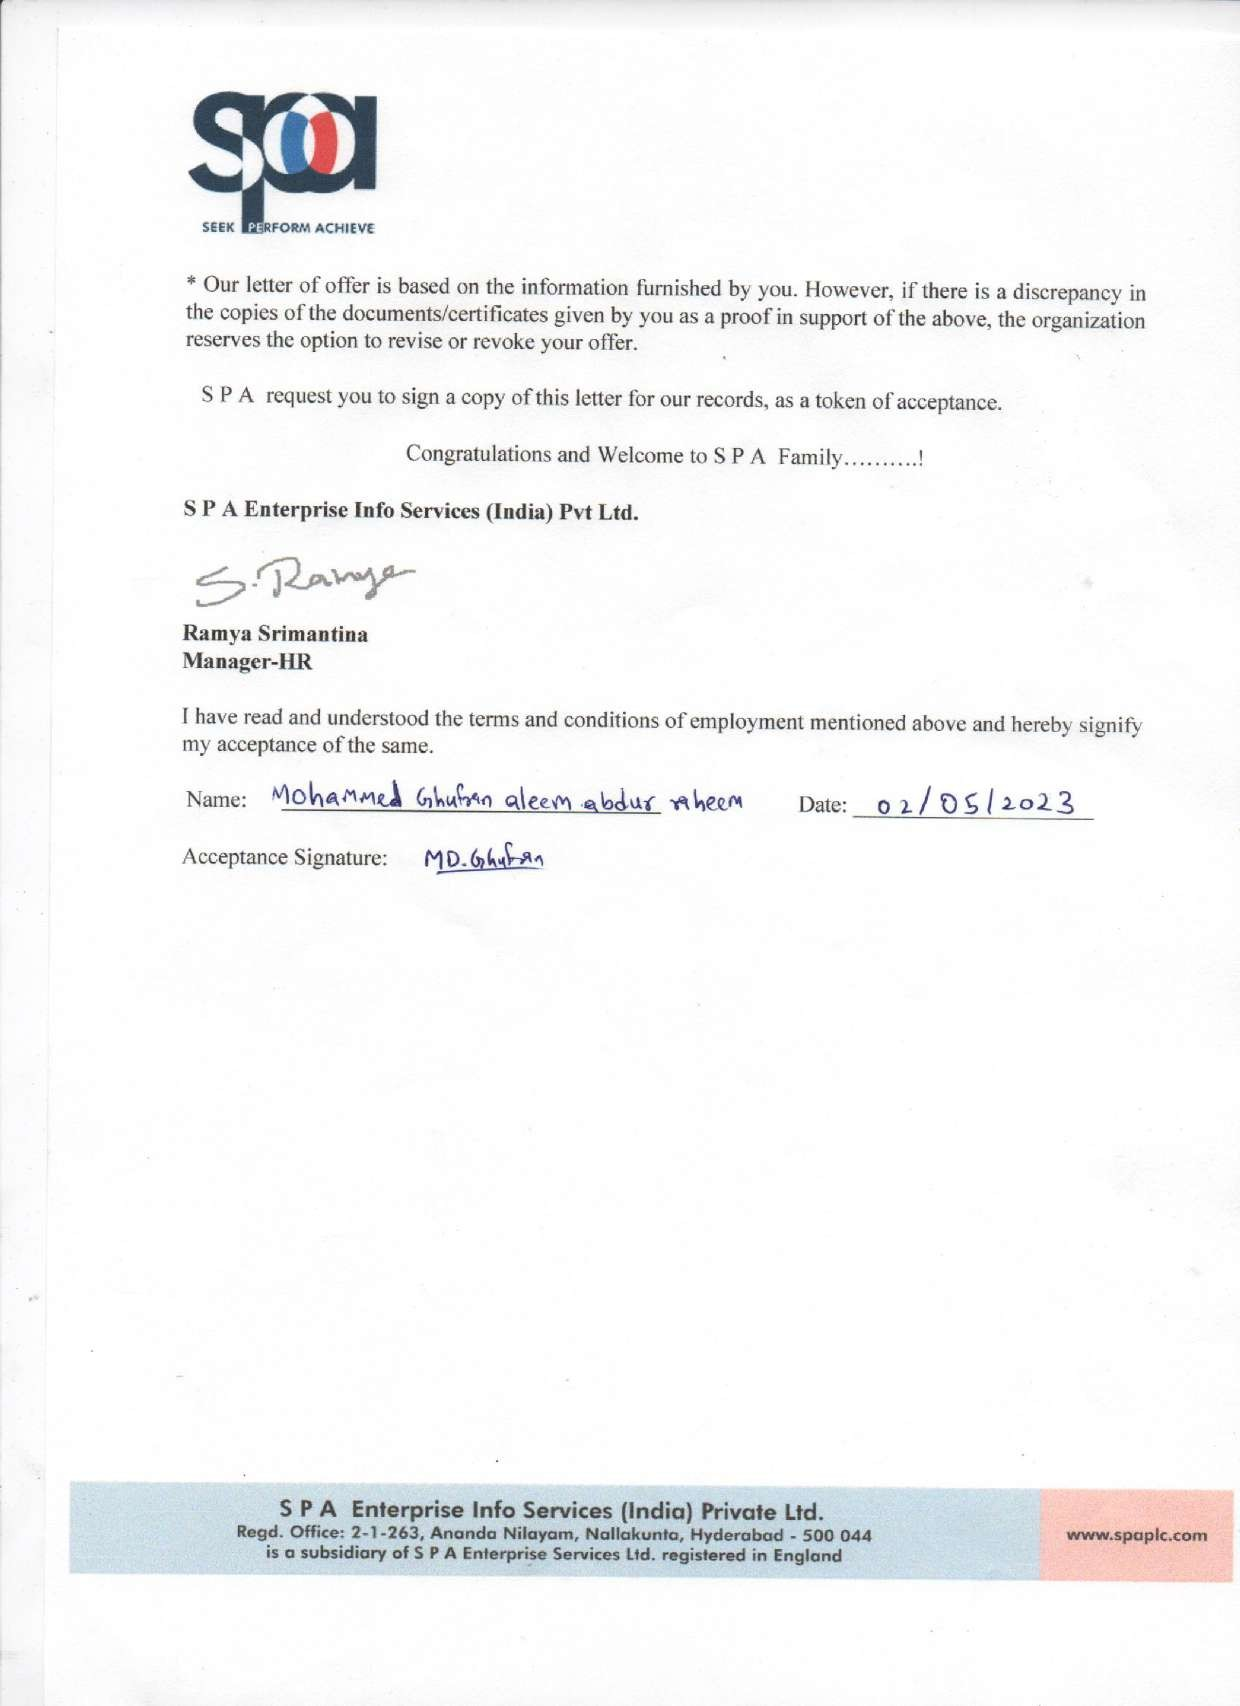 spa
SEEK PERFORM ACHIEVE
* Our letter of offer is based on the information furnished by you. However, if there is a discrepancy in
the copies of the documents/certificates given by you as a proof in support of the above, the organization
reserves the option to revise or revoke your offer.
S P A request you to sign a copy of this letter for our records, as a token of acceptance.
Congratulations and Welcome to S P A Family..........!
S P A Enterprise Info Services (India) Pvt Ltd.
S. Ramya
Ramya Srimantina
Manager-HR
I have read and understood the terms and conditions of employment mentioned above and hereby signify
my acceptance of the same.
Name: Mohammed Ghufran aleem abdur raheem Date: 02/05/2023
Acceptance Signature: MD. Ghufran
S P A Enterprise Info Services (India) Private Ltd.
Regd. Office: 2-1-263, Ananda Nilayam, Nallakunta, Hyderabad - 500 044
is a subsidiary of S P A Enterprise Services Ltd. registered in England
www.spaplc.com